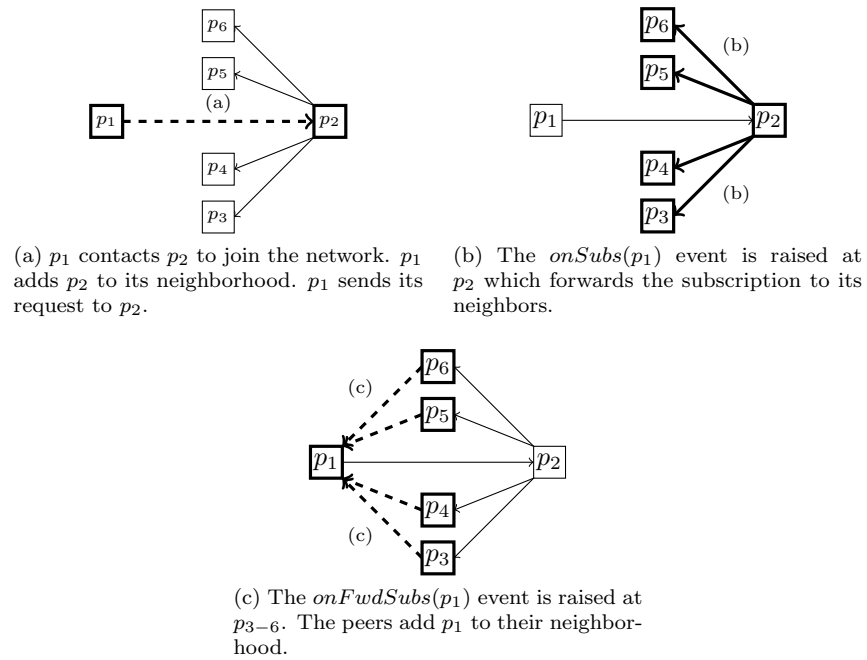 p6
p5
(a)
p1
p2
p4
p3
(a) p1 contacts p2 to join the network. p1
adds p2 to its neighborhood. p1 sends its
request to p2.
p6
(b)
p5
p1
p2
p4
(b)
p3
(b) The onSubs(p1) event is raised at
p2 which forwards the subscription to its
neighbors.
p6
(c)
p5
p1
p2
p4
(c)
p3
(c) The onFwdSubs(p1) event is raised at
p3−6. The peers add p1 to their neighbor-
hood.